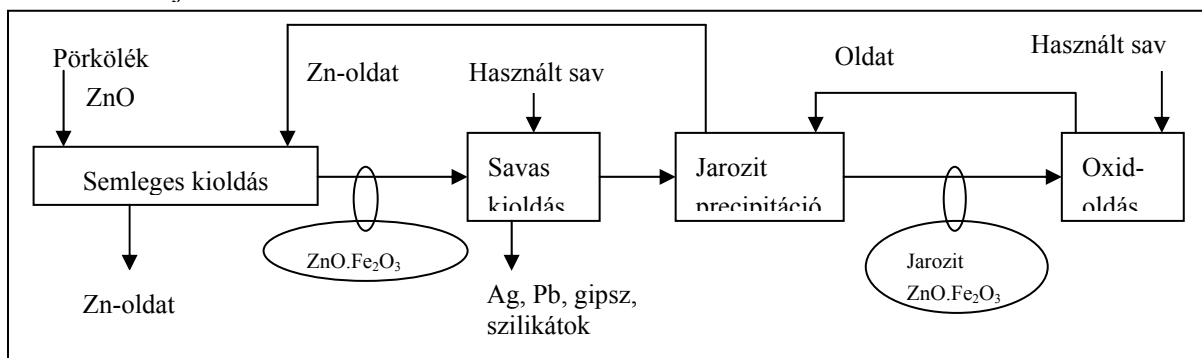 Pörkölék
ZnO
Zn-oldat
Használt sav
Oldat
Használt sav
Semleges kioldás
Savas
kioldás
Jarozit
precipitáció
Oxid-
oldás
ZnO.Fe₂O₃
Jarozit
ZnO.Fe₂O₃
Zn-oldat
Ag, Pb, gipsz,
szilikátok